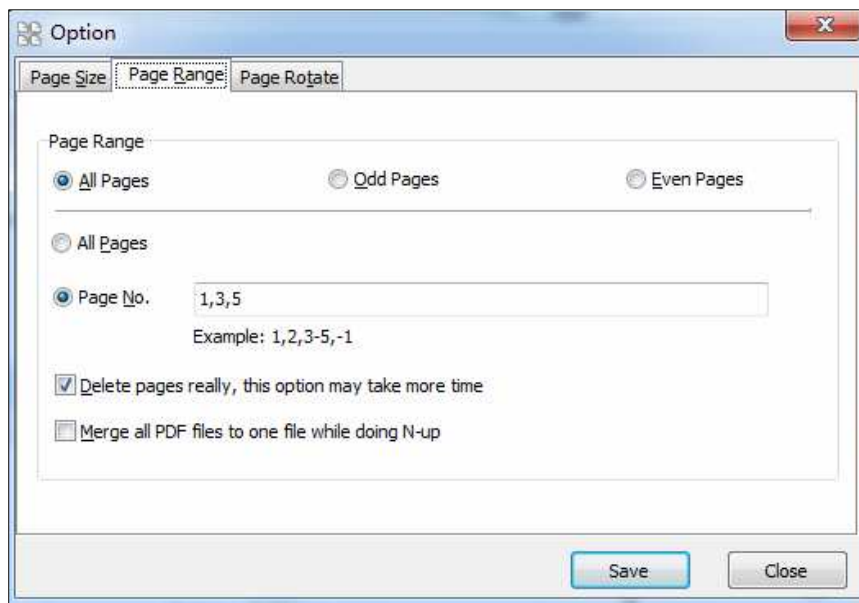 Option
Page Size Page Range Page Rotate
Page Range
All Pages Odd Pages Even Pages
All Pages
Page No. 1,3,5
Example: 1,2,3-5,-1
Delete pages really, this option may take more time
Merge all PDF files to one file while doing N-up
Save Close